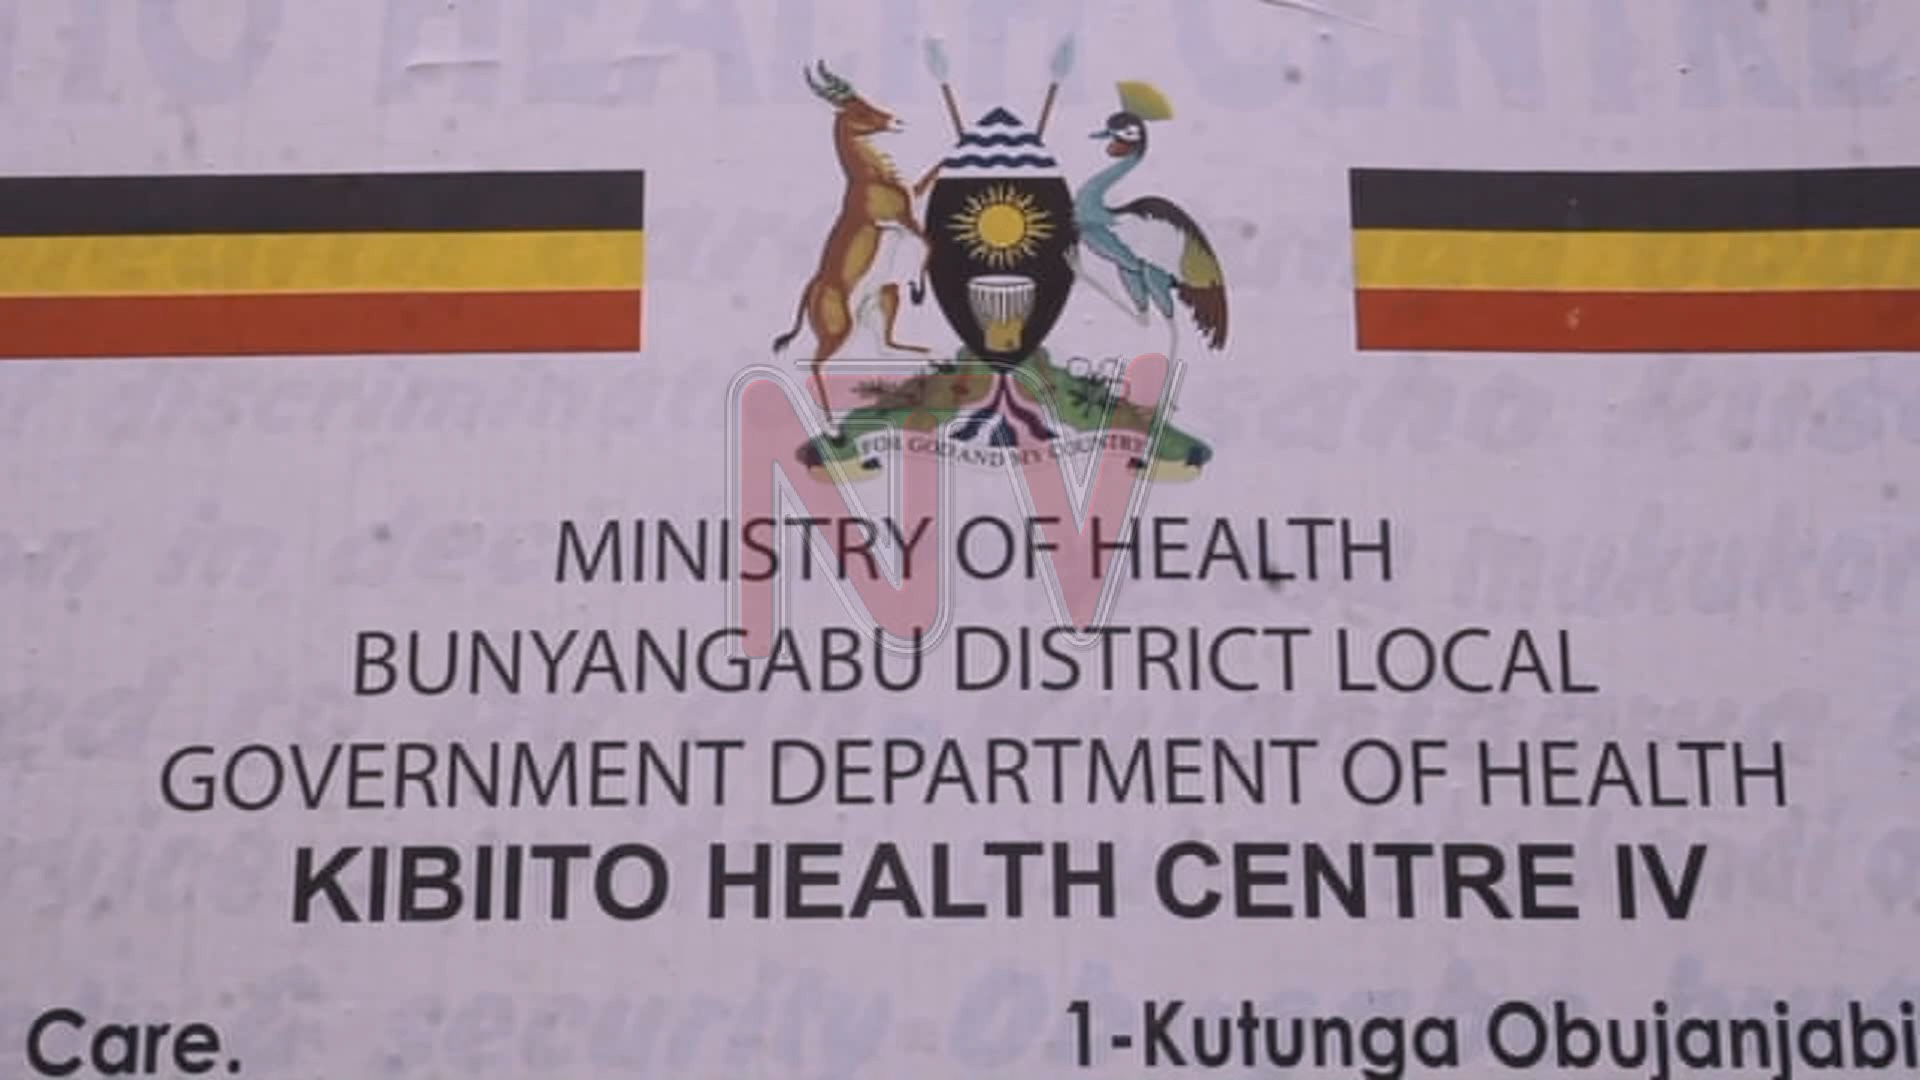 FOR GOD AND MY COUNTRY
NTV
MINISTRY OF HEALTH
BUNYANGABU DISTRICT LOCAL
GOVERNMENT DEPARTMENT OF HEALTH
KIBIITO HEALTH CENTRE IV
Care.
1-Kutunga Obujanjabi